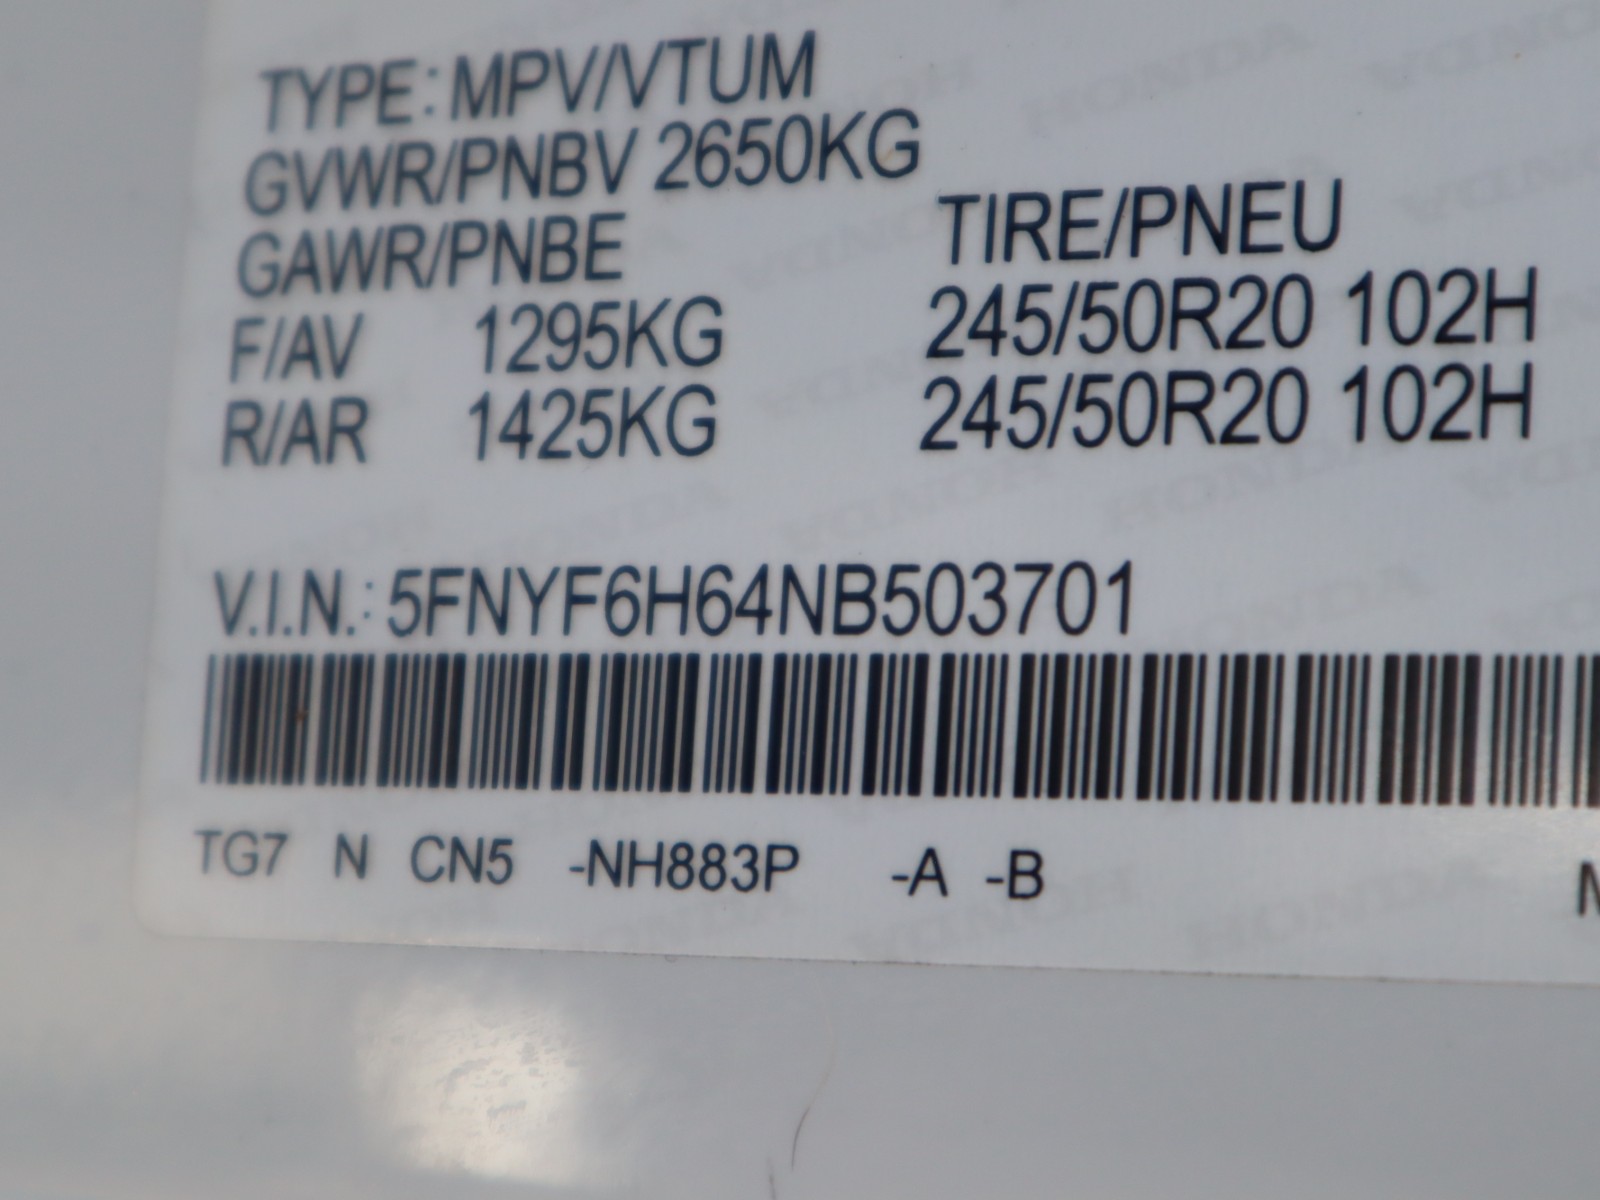 TYPE: MPV/VTUM
GVWR/PNBV 2650KG
GAWR/PNBE TIRE/PNEU
F/AV 1295KG 245/50R20 102H
R/AR 1425KG 245/50R20 102H
V.I.N.: 5FNYF6H64NB503701
TG7 N CN5 -NH883P -A -B